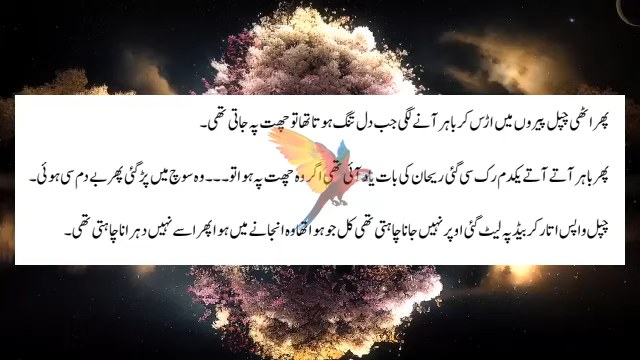 پھر اٹھی چپل پیروں میں اڑس کر باہر آنے لگی جب دل تنگ ہوتا تھا تو چھت پہ جاتی تھی۔
پھر باہر آتے آتے یکدم رک سی گئی ریحان کی بات یاد آئی تھی اگر وہ چھت پہ ہوا تو۔۔۔ وہ سوچ میں پڑ گئی پھر بے دم سی ہوئی۔
چپل واپس اتار کر بیڈ پہ لیٹ گئی اوپر نہیں جانا چاہتی تھی کل جو ہوا تھا وہ انجانے میں ہوا پھر اسے نہیں دہرانا چاہتی تھی۔